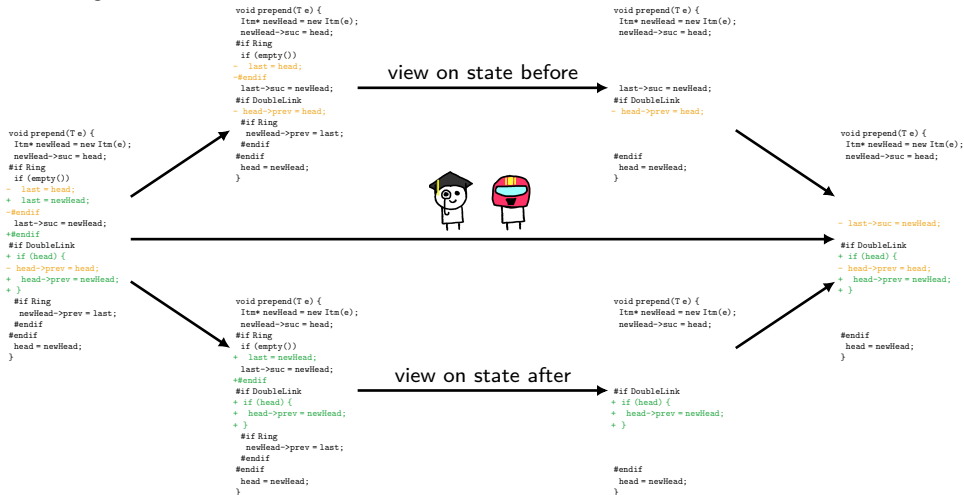 void prepend(T e) {
Itm* newHead = new Itm(e);
newHead->suc = head;
#if Ring
if (empty())
- last = head;
+ last = newHead;
-#endif
last->suc = newHead;
+#endif
#if DoubleLink
+ if (head) {
- head->prev = head;
+ head->prev = newHead;
+ }
#if Ring
newHead->prev = last;
#endif
#endif
head = newHead;
}
void prepend(T e) {
Itm* newHead = new Itm(e);
newHead->suc = head;
#if Ring
if (empty())
- last = head;
-#endif
last->suc = newHead;
#if DoubleLink
- head->prev = head;
#if Ring
newHead->prev = last;
#endif
#endif
head = newHead;
}
view on state before
void prepend(T e) {
Itm* newHead = new Itm(e);
newHead->suc = head;
last->suc = newHead;
#if DoubleLink
- head->prev = head;
#endif
head = newHead;
}
void prepend(T e) {
Itm* newHead = new Itm(e);
newHead->suc = head;
#if Ring
if (empty())
+ last = newHead;
last->suc = newHead;
+#endif
#if DoubleLink
+ if (head) {
+ head->prev = newHead;
+ }
#if Ring
newHead->prev = last;
#endif
#endif
head = newHead;
}
view on state after
void prepend(T e) {
Itm* newHead = new Itm(e);
newHead->suc = head;
#if DoubleLink
+ if (head) {
+ head->prev = newHead;
+ }
#endif
head = newHead;
}
void prepend(T e) {
Itm* newHead = new Itm(e);
newHead->suc = head;
- last->suc = newHead;
#if DoubleLink
+ if (head) {
- head->prev = head;
+ head->prev = newHead;
+ }
#endif
head = newHead;
}